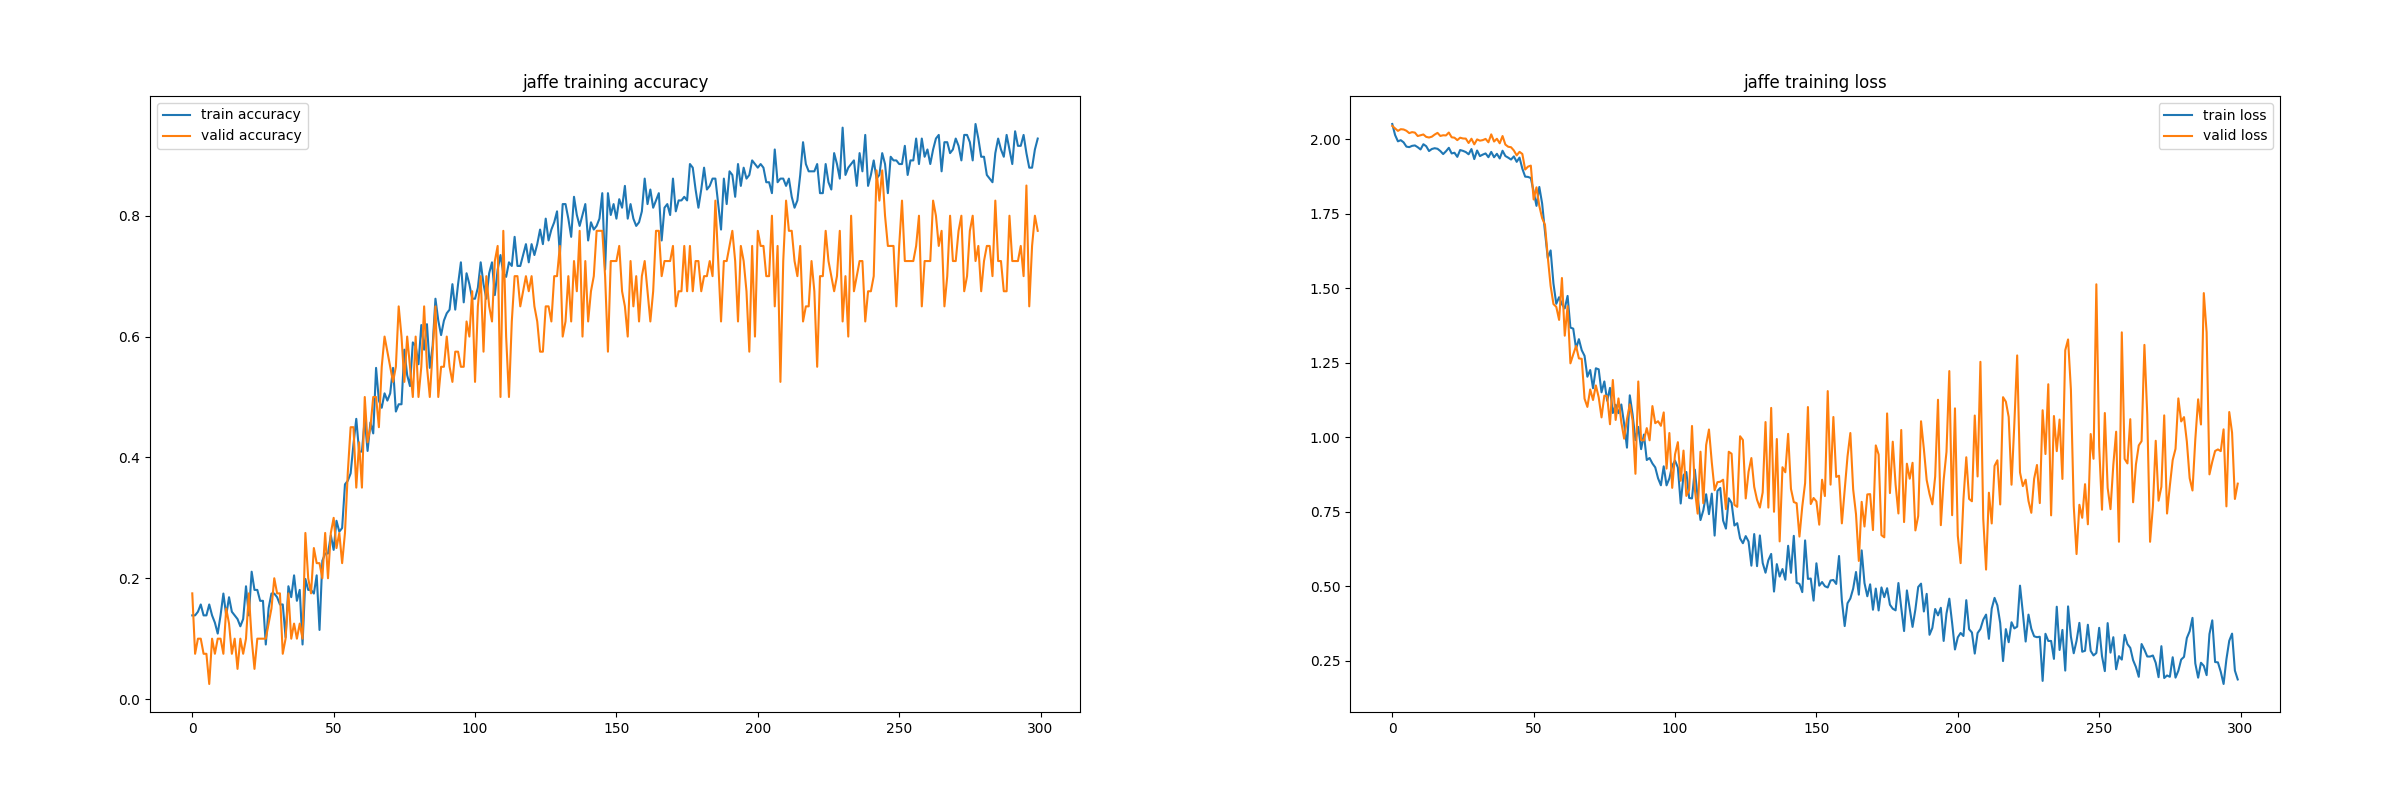 jaffe training accuracy
train accuracy
valid accuracy
0.8
0.6
0.4
0.2
0.0
0 50 100 150 200 250 300
jaffe training loss
train loss
valid loss
2.00
1.75
1.50
1.25
1.00
0.75
0.50
0.25
0 50 100 150 200 250 300